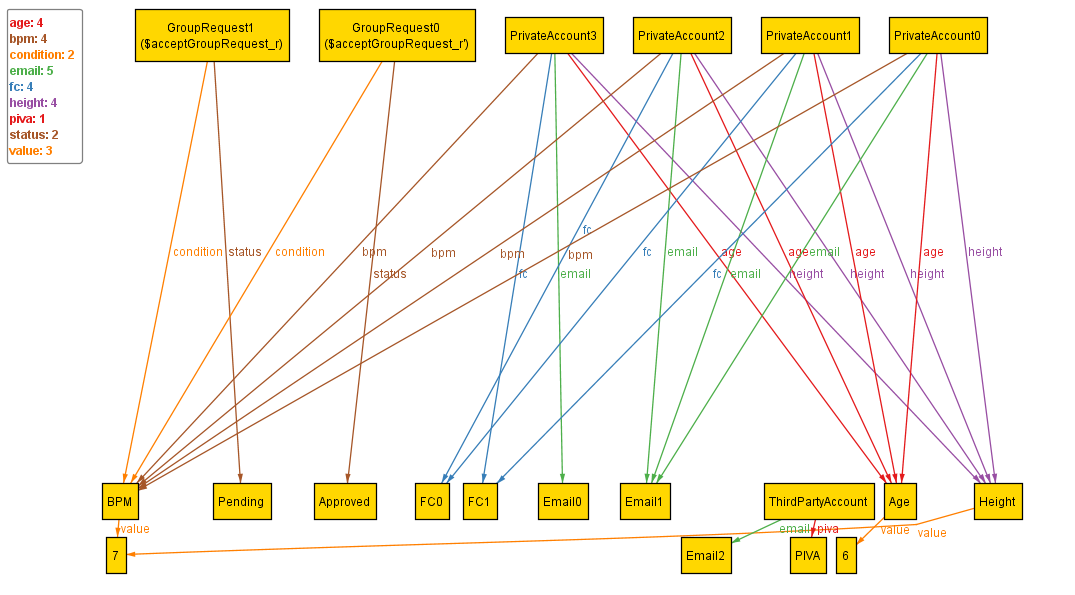 age: 4
bpm: 4
condition: 2
email: 5
fc: 4
height: 4
piva: 1
status: 2
value: 3
GroupRequest1
($acceptGroupRequest_r)
GroupRequest0
($acceptGroupRequest_r')
PrivateAccount3
PrivateAccount2
PrivateAccount1
PrivateAccount0
fc
condition status condition bpm bpm bpm bpm fc email age age email age age height
status fc email fc email height height height
BPM Pending Approved FC0 FC1 Email0 Email1 ThirdPartyAccount Age Height
value email piva value value
7 Email2 PIVA 6